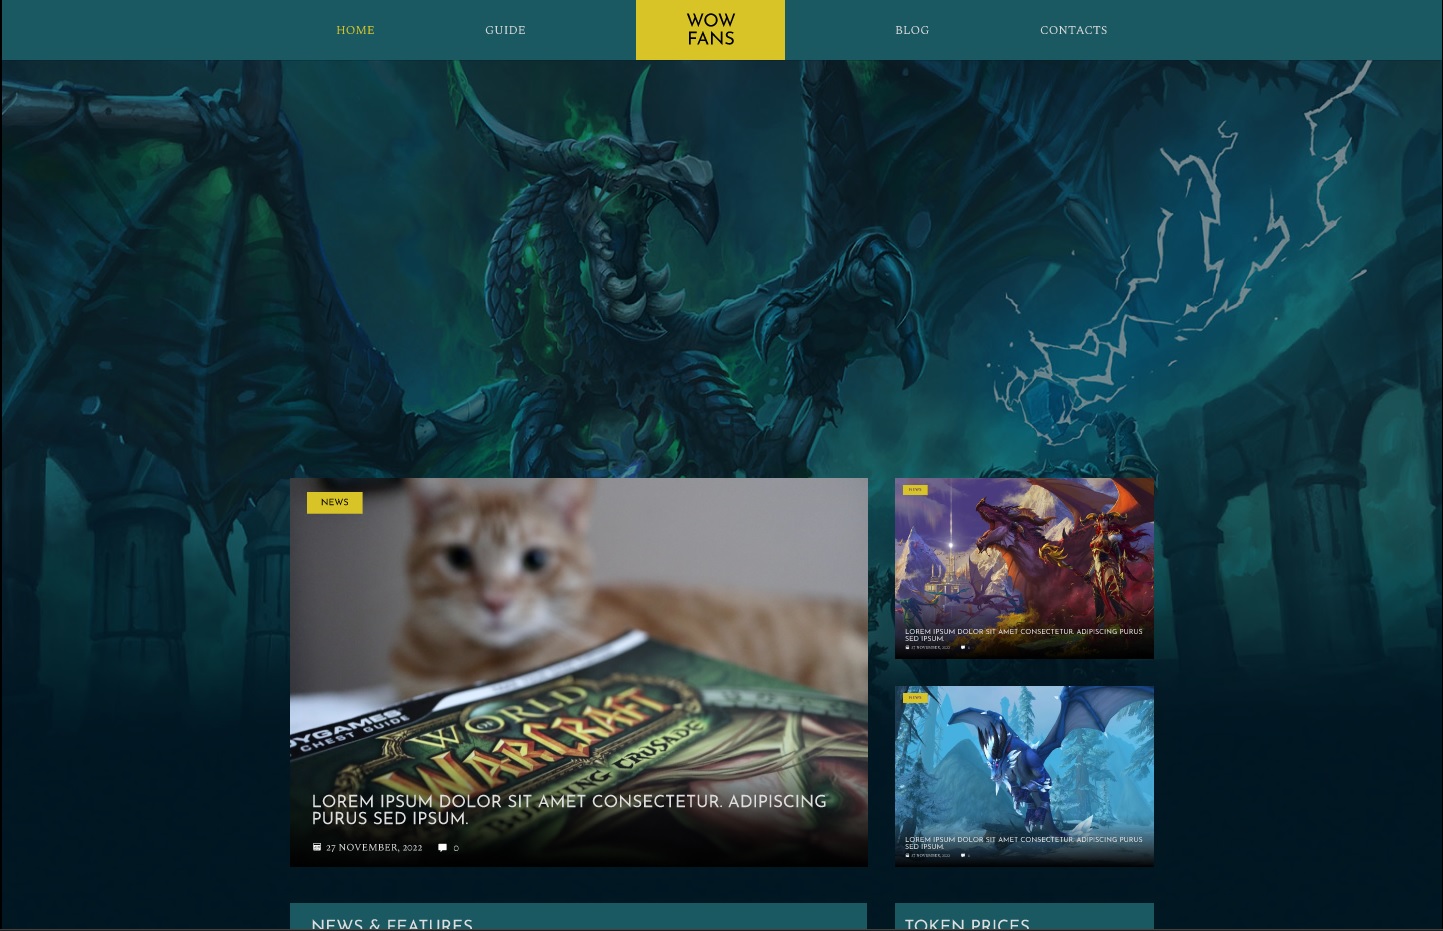 HOME
GUIDE
WOW
FANS
BLOG
CONTACTS
NEWS
WORLD
OF
WARCRAFT
BURNING CRUSADE
CHEST GUIDE
LOREM IPSUM DOLOR SIT AMET CONSECTETUR. ADIPISCING
PURUS SED IPSUM.
27 NOVEMBER, 2022
0
NEWS
LOREM IPSUM DOLOR SIT AMET CONSECTETUR. ADIPISCING PURUS
SED IPSUM.
27 NOVEMBER, 2022
NEWS
LOREM IPSUM DOLOR SIT AMET CONSECTETUR. ADIPISCING PURUS
SED IPSUM.
27 NOVEMBER, 2022
NEWS & FEATURES
TOKEN PRICES